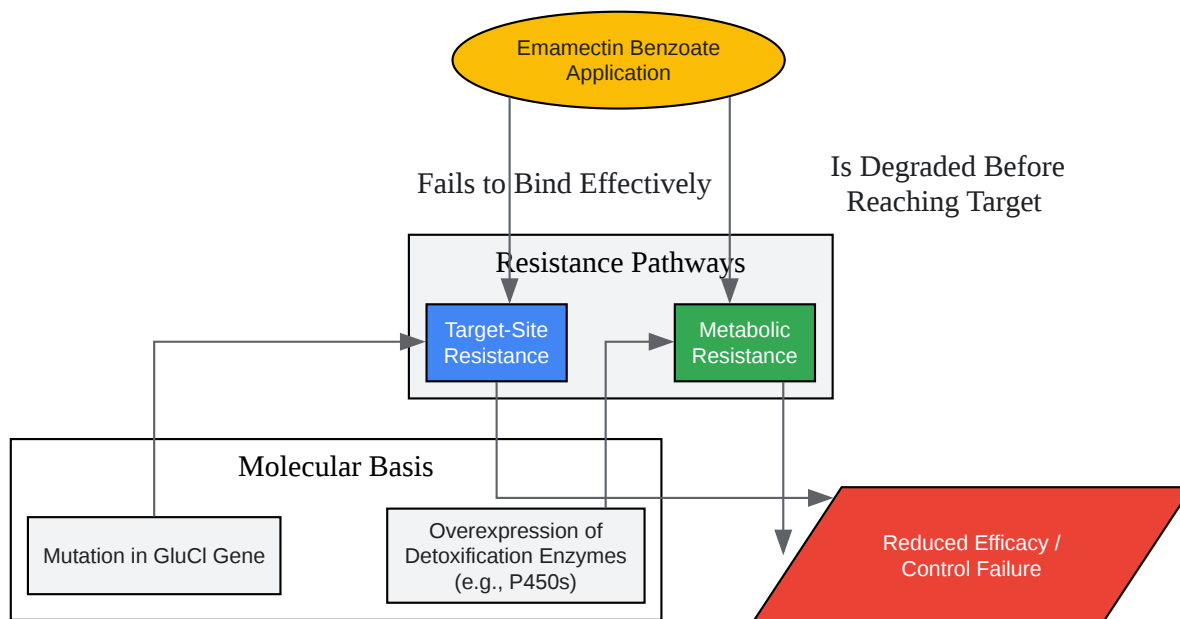 Emamectin Benzoate
Application
Fails to Bind Effectively
Is Degraded Before
Reaching Target
Resistance Pathways
Target-Site
Resistance
Metabolic
Resistance
Molecular Basis
Mutation in GluCl Gene
Overexpression of
Detoxification Enzymes
(e.g., P450s)
Reduced Efficacy /
Control Failure